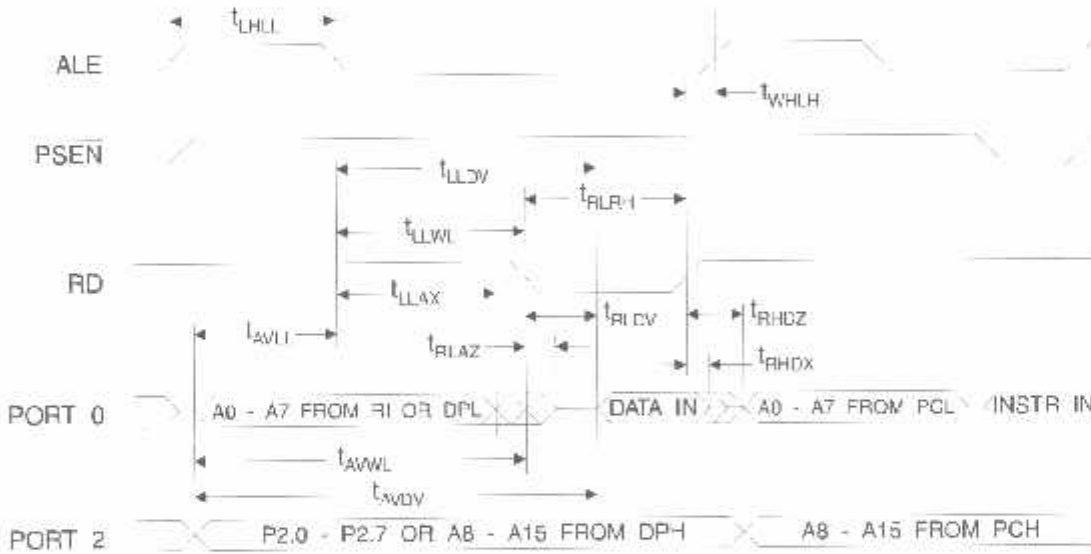 tLHLL
ALE
tWHLH
PSEN
tLLDV
tRLRH
tLLWL
RD
tLLAX
tRLDV
tRHDZ
tAVLL
tRLAZ
tRHDX
PORT 0
A0 - A7 FROM RI OR DPL
DATA IN
A0 - A7 FROM PCL
INSTR IN
tAVWL
tAVDV
PORT 2
P2.0 - P2.7 OR A8 - A15 FROM DPH
A8 - A15 FROM PCH